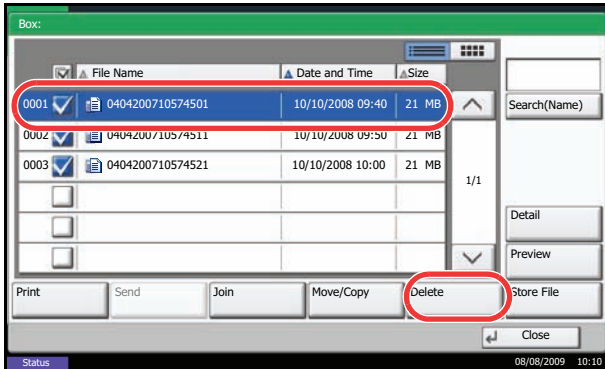 Box:
File Name Date and Time Size
0001 0404200710574501 10/10/2008 09:40 21 MB Search(Name)
0002 0404200710574511 10/10/2008 09:50 21 MB
0003 0404200710574521 10/10/2008 10:00 21 MB
1/1
Detail
Preview
Print Send Join Move/Copy Delete Store File
Close
Status 08/08/2009 10:10